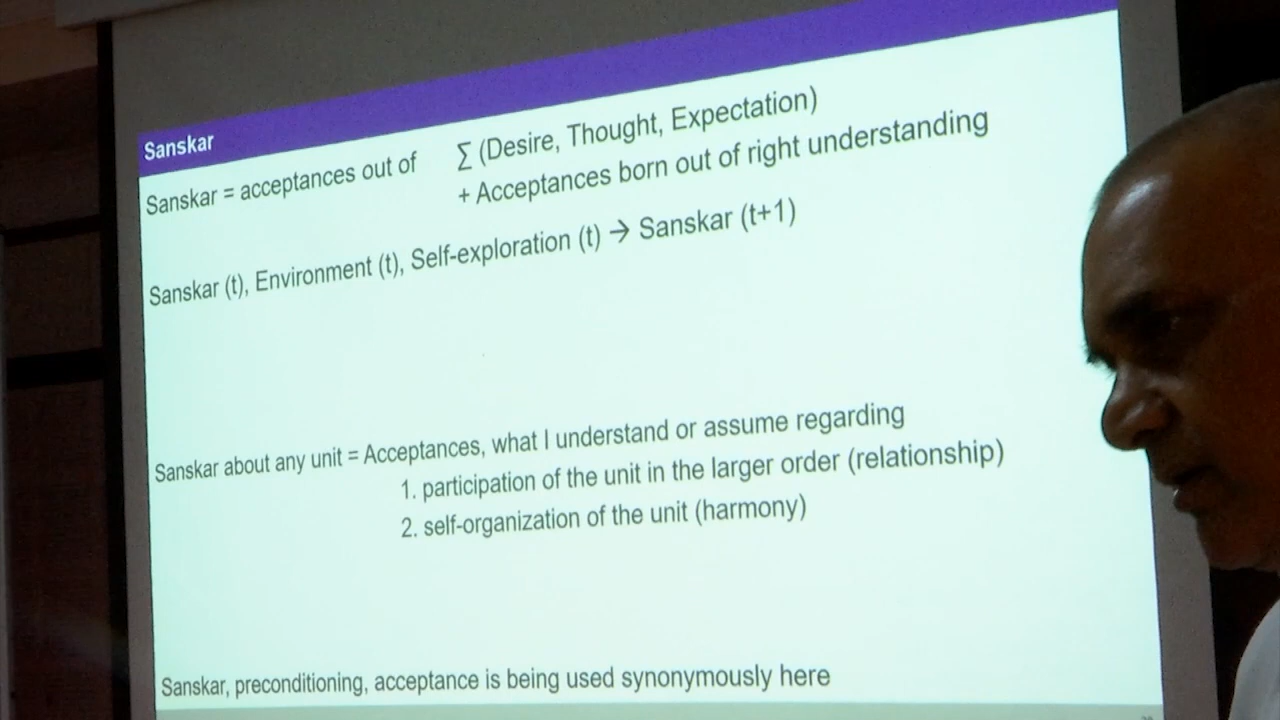 Sanskar
Sanskar = acceptances out of ∑ (Desire, Thought, Expectation)
+ Acceptances born out of right understanding
Sanskar (t), Environment (t), Self-exploration (t) → Sanskar (t+1)
Sanskar about any unit = Acceptances, what I understand or assume regarding
1. participation of the unit in the larger order (relationship)
2. self-organization of the unit (harmony)
Sanskar, preconditioning, acceptance is being used synonymously here